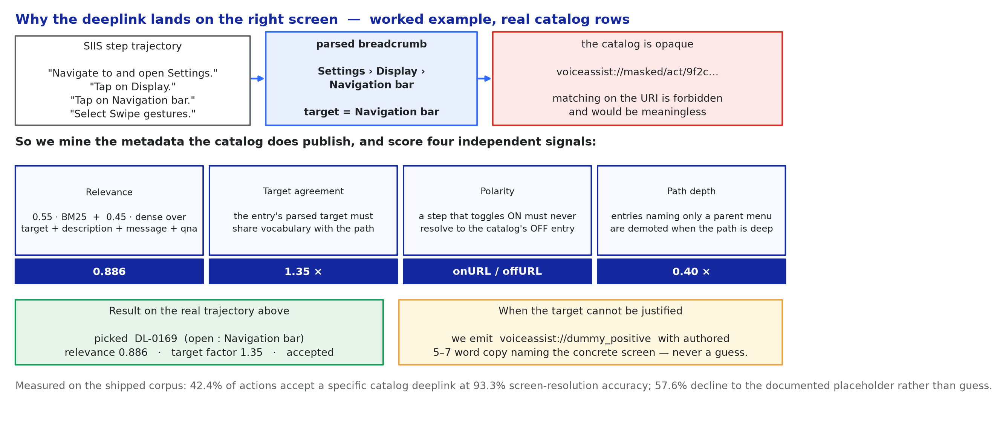 Why the deeplink lands on the right screen — worked example, real catalog rows
SIIS step trajectory
"Navigate to and open Settings."
"Tap on Display."
"Tap on Navigation bar."
"Select Swipe gestures."
parsed breadcrumb
Settings › Display ›
Navigation bar
target = Navigation bar
the catalog is opaque
voiceassist://masked/act/9f2c…
matching on the URI is forbidden
and would be meaningless
So we mine the metadata the catalog does publish, and score four independent signals:
Relevance
0.55 · BM25 + 0.45 · dense over
target + description + message + qna
0.886
Target agreement
the entry's parsed target must
share vocabulary with the path
1.35 ×
Polarity
a step that toggles ON must never
resolve to the catalog's OFF entry
onURL / offURL
Path depth
entries naming only a parent menu
are demoted when the path is deep
0.40 ×
Result on the real trajectory above
picked DL-0169 (open : Navigation bar)
relevance 0.886 · target factor 1.35 · accepted
When the target cannot be justified
we emit voiceassist://dummy_positive with authored
5–7 word copy naming the concrete screen — never a guess.
Measured on the shipped corpus: 42.4% of actions accept a specific catalog deeplink at 93.3% screen-resolution accuracy; 57.6% decline to the documented placeholder rather than guess.